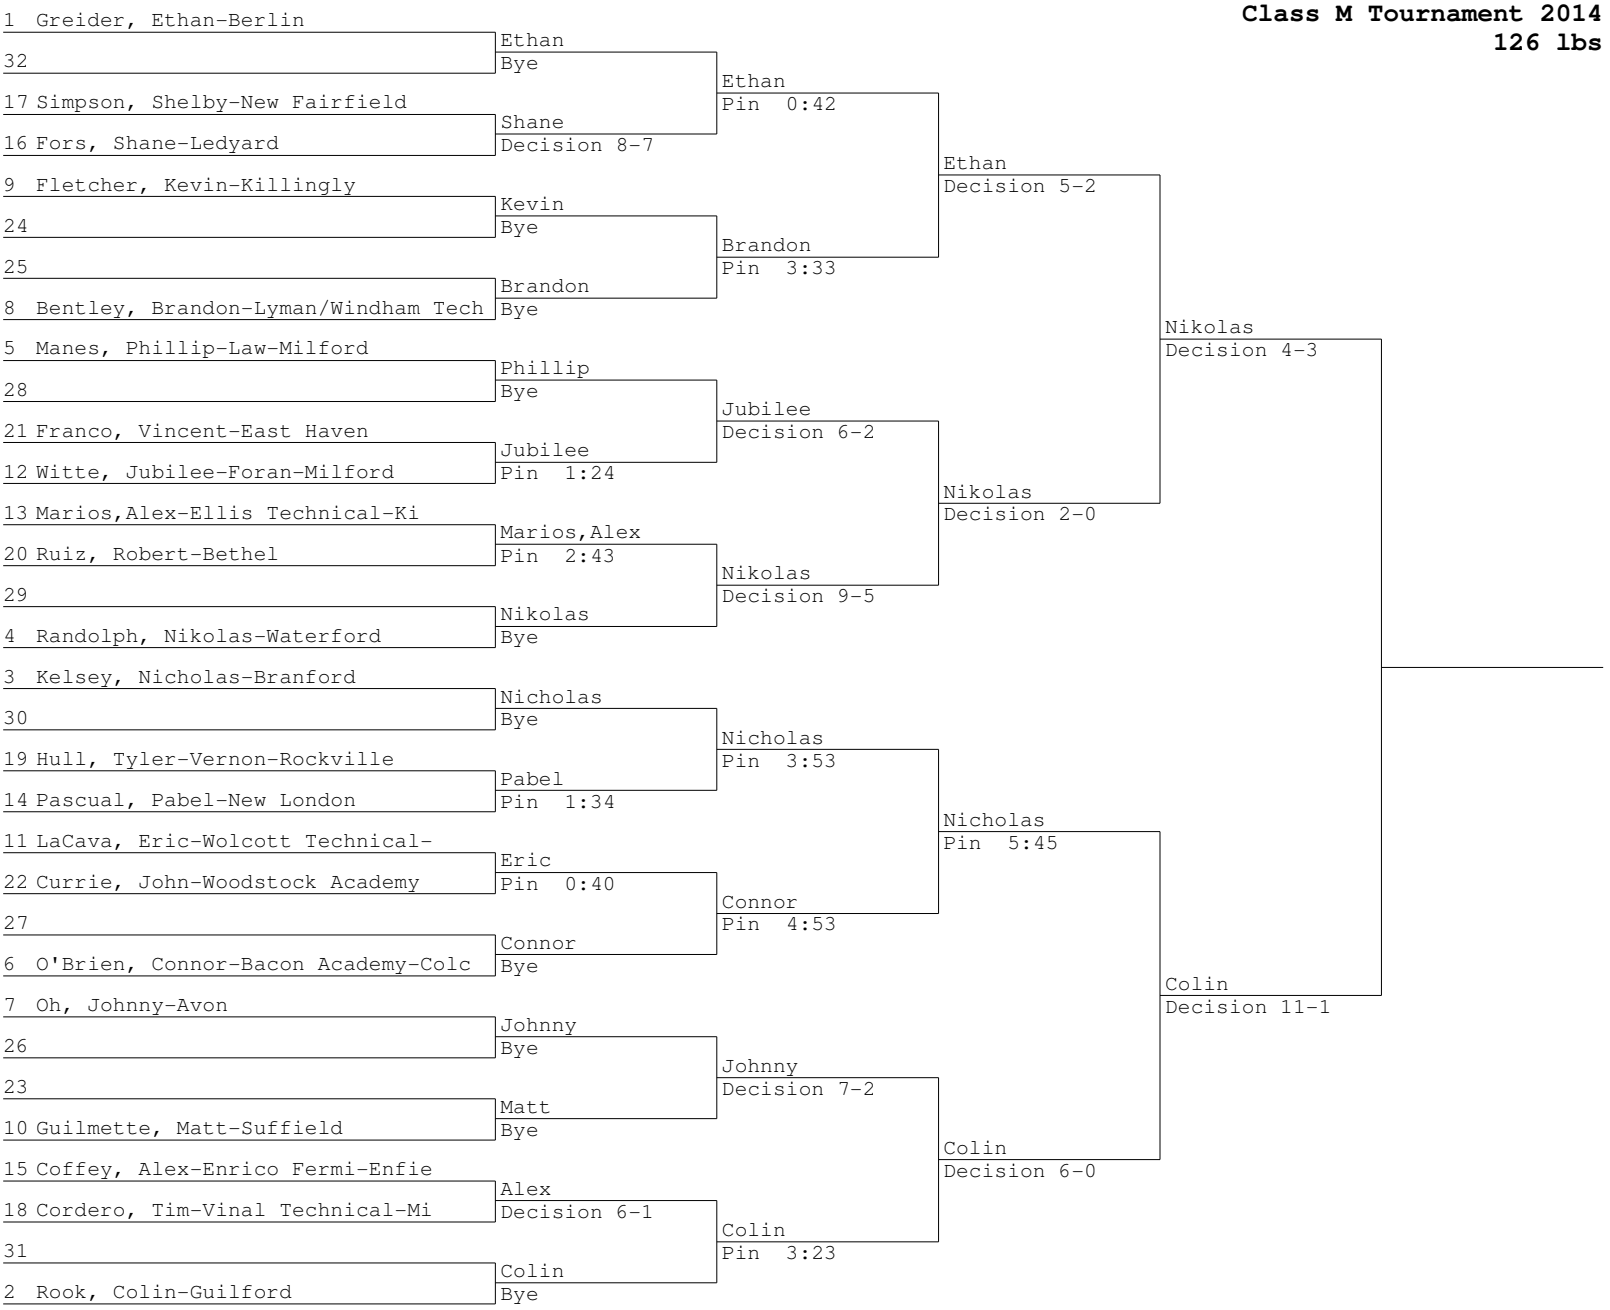 Class M Tournament 2014
126 lbs
1 Greider, Ethan-Berlin
32
17 Simpson, Shelby-New Fairfield
16 Fors, Shane-Ledyard
9 Fletcher, Kevin-Killingly
24
25
8 Bentley, Brandon-Lyman/Windham Tech
5 Manes, Phillip-Law-Milford
28
21 Franco, Vincent-East Haven
12 Witte, Jubilee-Foran-Milford
13 Marios,Alex-Ellis Technical-Ki
20 Ruiz, Robert-Bethel
29
4 Randolph, Nikolas-Waterford
3 Kelsey, Nicholas-Branford
30
19 Hull, Tyler-Vernon-Rockville
14 Pascual, Pabel-New London
11 LaCava, Eric-Wolcott Technical-
22 Currie, John-Woodstock Academy
27
6 O'Brien, Connor-Bacon Academy-Colc
7 Oh, Johnny-Avon
26
23
10 Guilmette, Matt-Suffield
15 Coffey, Alex-Enrico Fermi-Enfie
18 Cordero, Tim-Vinal Technical-Mi
31
2 Rook, Colin-Guilford
Ethan
Bye
Shane
Decision 8-7
Kevin
Bye
Brandon
Bye
Phillip
Bye
Jubilee
Pin 1:24
Marios,Alex
Pin 2:43
Nikolas
Bye
Nicholas
Bye
Pabel
Pin 1:34
Eric
Pin 0:40
Connor
Bye
Johnny
Bye
Matt
Bye
Alex
Decision 6-1
Colin
Bye
Ethan
Pin 0:42
Brandon
Pin 3:33
Jubilee
Decision 6-2
Nikolas
Decision 9-5
Nicholas
Pin 3:53
Connor
Pin 4:53
Johnny
Decision 7-2
Colin
Pin 3:23
Ethan
Decision 5-2
Nikolas
Decision 2-0
Nicholas
Pin 5:45
Colin
Decision 6-0
Nikolas
Decision 4-3
Colin
Decision 11-1